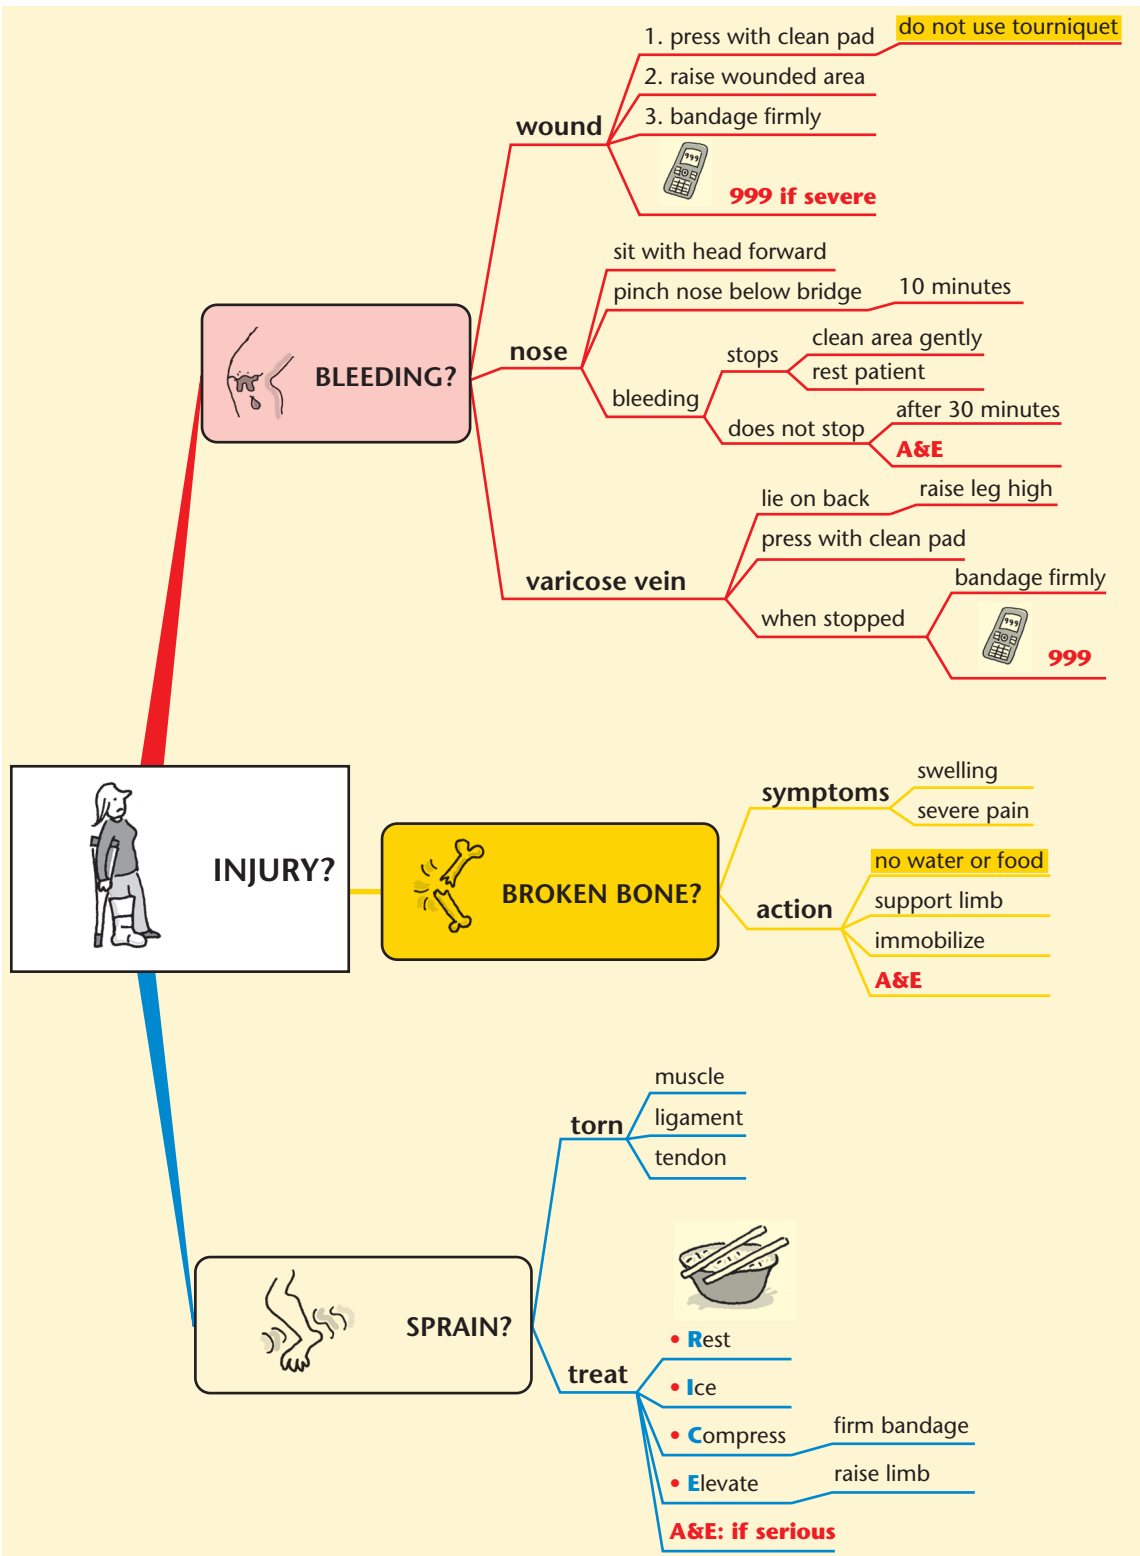 INJURY?
BLEEDING?
wound
1. press with clean pad
do not use tourniquet
2. raise wounded area
3. bandage firmly
999
999 if severe
nose
sit with head forward
pinch nose below bridge
10 minutes
bleeding
stops
clean area gently
rest patient
does not stop
after 30 minutes
A&E
varicose vein
lie on back
raise leg high
press with clean pad
when stopped
bandage firmly
999
999
BROKEN BONE?
symptoms
swelling
severe pain
action
no water or food
support limb
immobilize
A&E
SPRAIN?
torn
muscle
ligament
tendon
treat
• Rest
• Ice
• Compress
firm bandage
• Elevate
raise limb
A&E: if serious